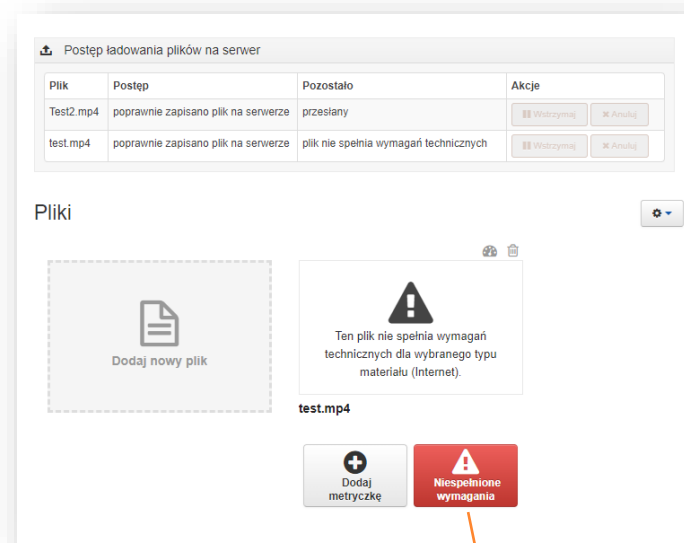 Postęp ładowania plików na serwer
Plik Postęp Pozostało Akcje
Test2.mp4 poprawnie zapisano plik na serwerze przesłany Wstrzymaj Anuluj
test.mp4 poprawnie zapisano plik na serwerze plik nie spełnia wymagań technicznych Wstrzymaj Anuluj
Pliki
Dodaj nowy plik
Ten plik nie spełnia wymagań
technicznych dla wybranego typu
materiału (Internet).
test.mp4
Dodaj
metryczkę
Niespełnione
wymagania